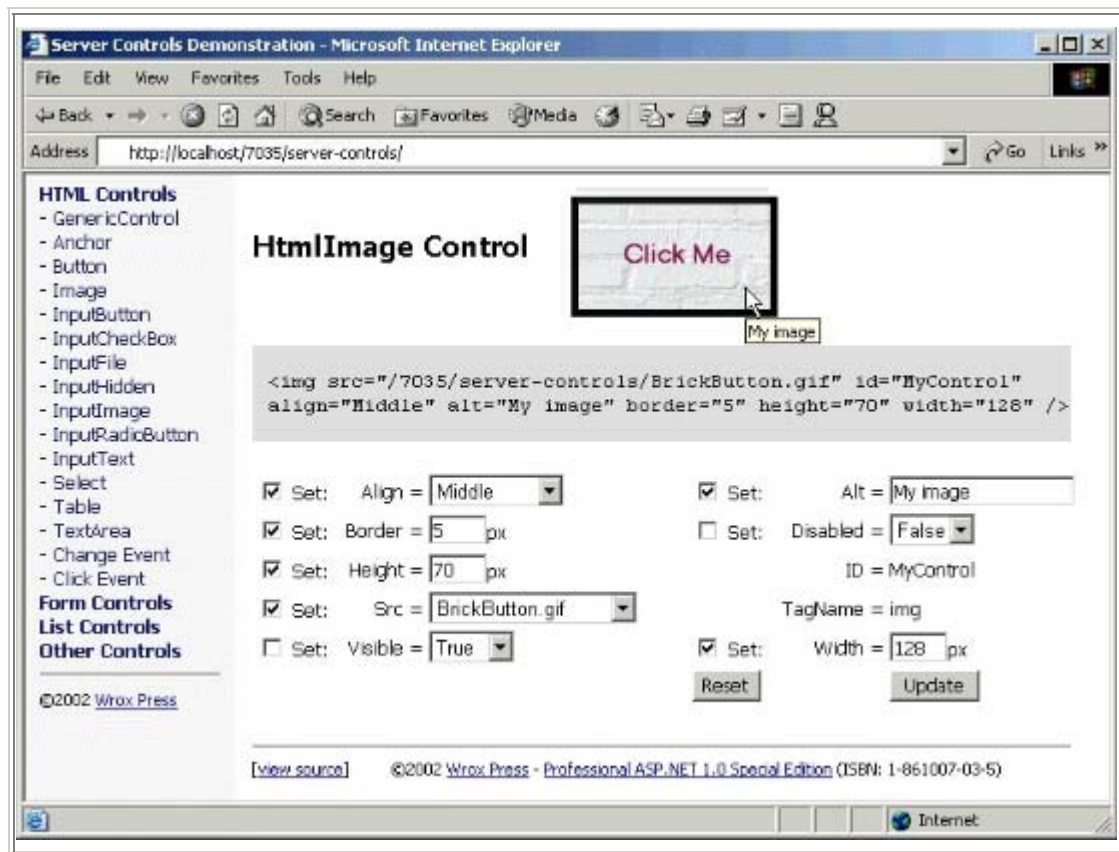 Server Controls Demonstration - Microsoft Internet Explorer
File Edit View Favorites Tools Help
Back Search Favorites Media
Address http://localhost/7035/server-controls/ Go Links »
HTML Controls
- GenericControl
- Anchor
- Button
- Image
- InputButton
- InputCheckBox
- InputFile
- InputHidden
- InputImage
- InputRadioButton
- InputText
- Select
- Table
- TextArea
- Change Event
- Click Event
Form Controls
List Controls
Other Controls
©2002 Wrox Press
HtmlImage Control
Click Me
My image
<img src="/7035/server-controls/BrickButton.gif" id="MyControl"
align="Middle" alt="My image" border="5" height="70" width="128" />
Set: Align = Middle Set: Alt = My image
Set: Border = 5 px Set: Disabled = False
Set: Height = 70 px ID = MyControl
Set: Src = BrickButton.gif TagName = img
Set: Visible = True Set: Width = 128 px
Reset Update
[view source] ©2002 Wrox Press - Professional ASP.NET 1.0 Special Edition (ISBN: 1-861007-03-5)
Internet